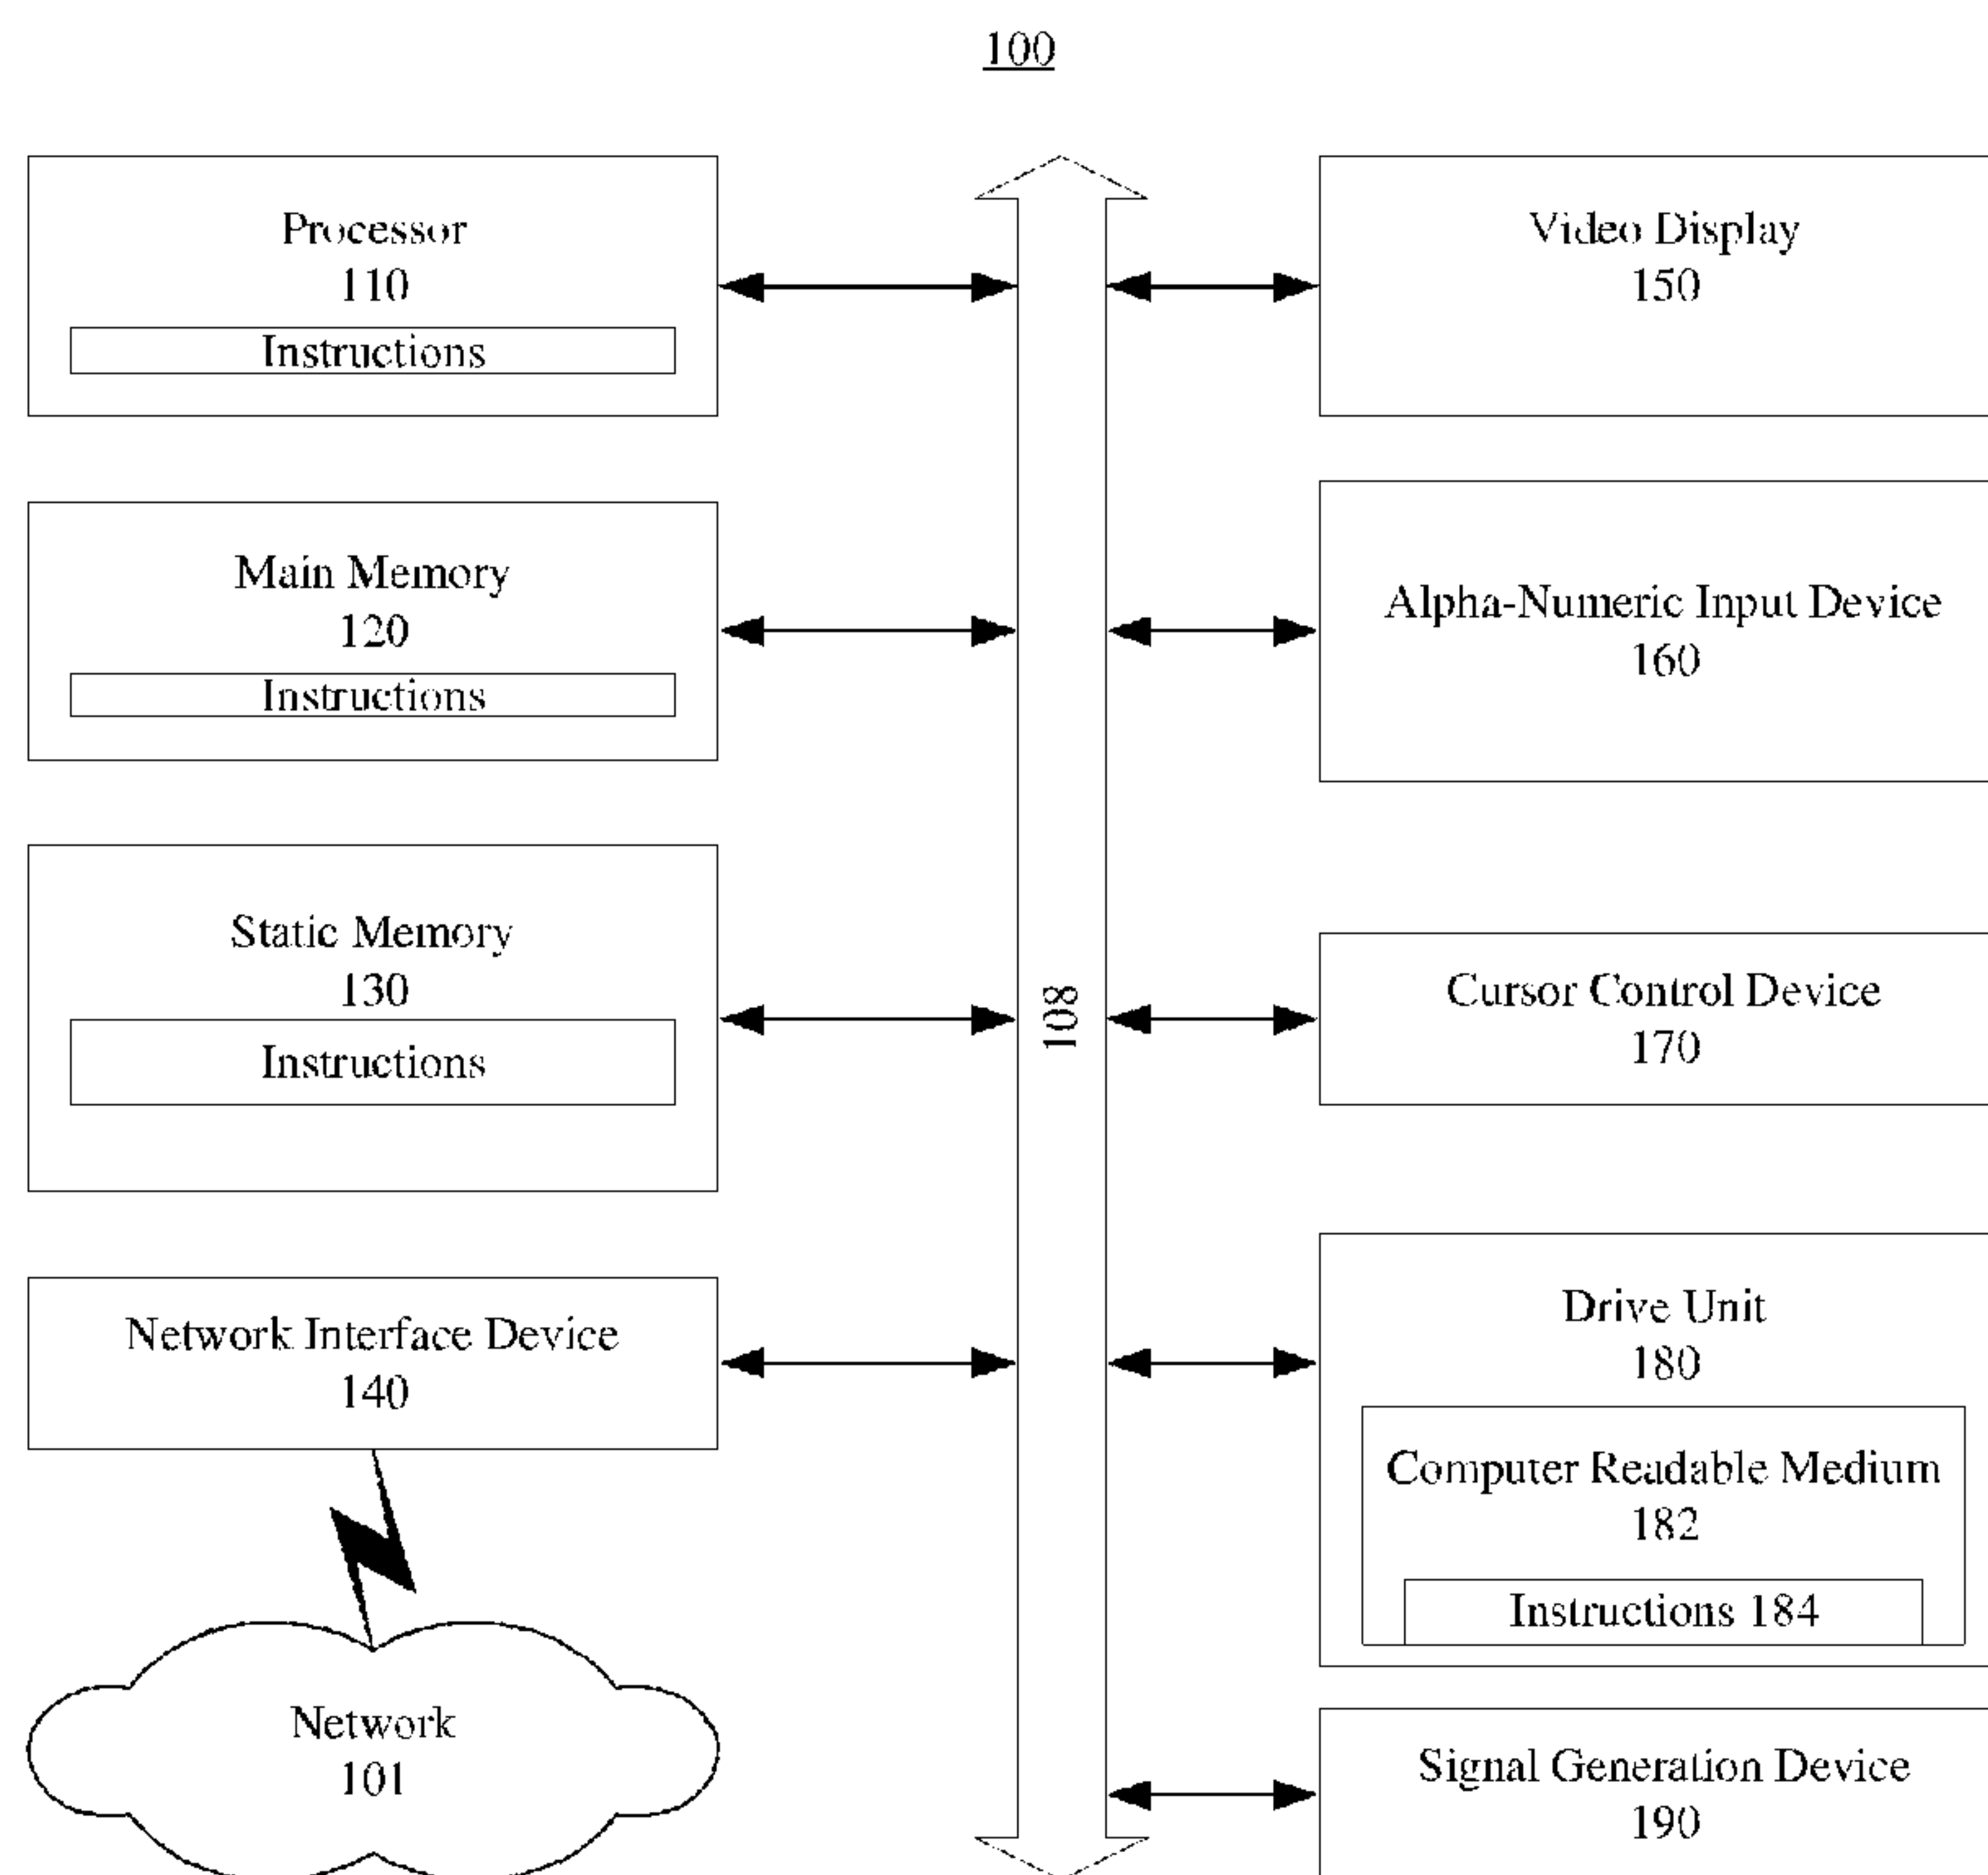 100
Processor
110
Instructions
Main Memory
120
Instructions
Static Memory
130
Instructions
Network Interface Device
140
Network
101
108
Video Display
150
Alpha-Numeric Input Device
160
Cursor Control Device
170
Drive Unit
180
Computer Readable Medium
182
Instructions 184
Signal Generation Device
190